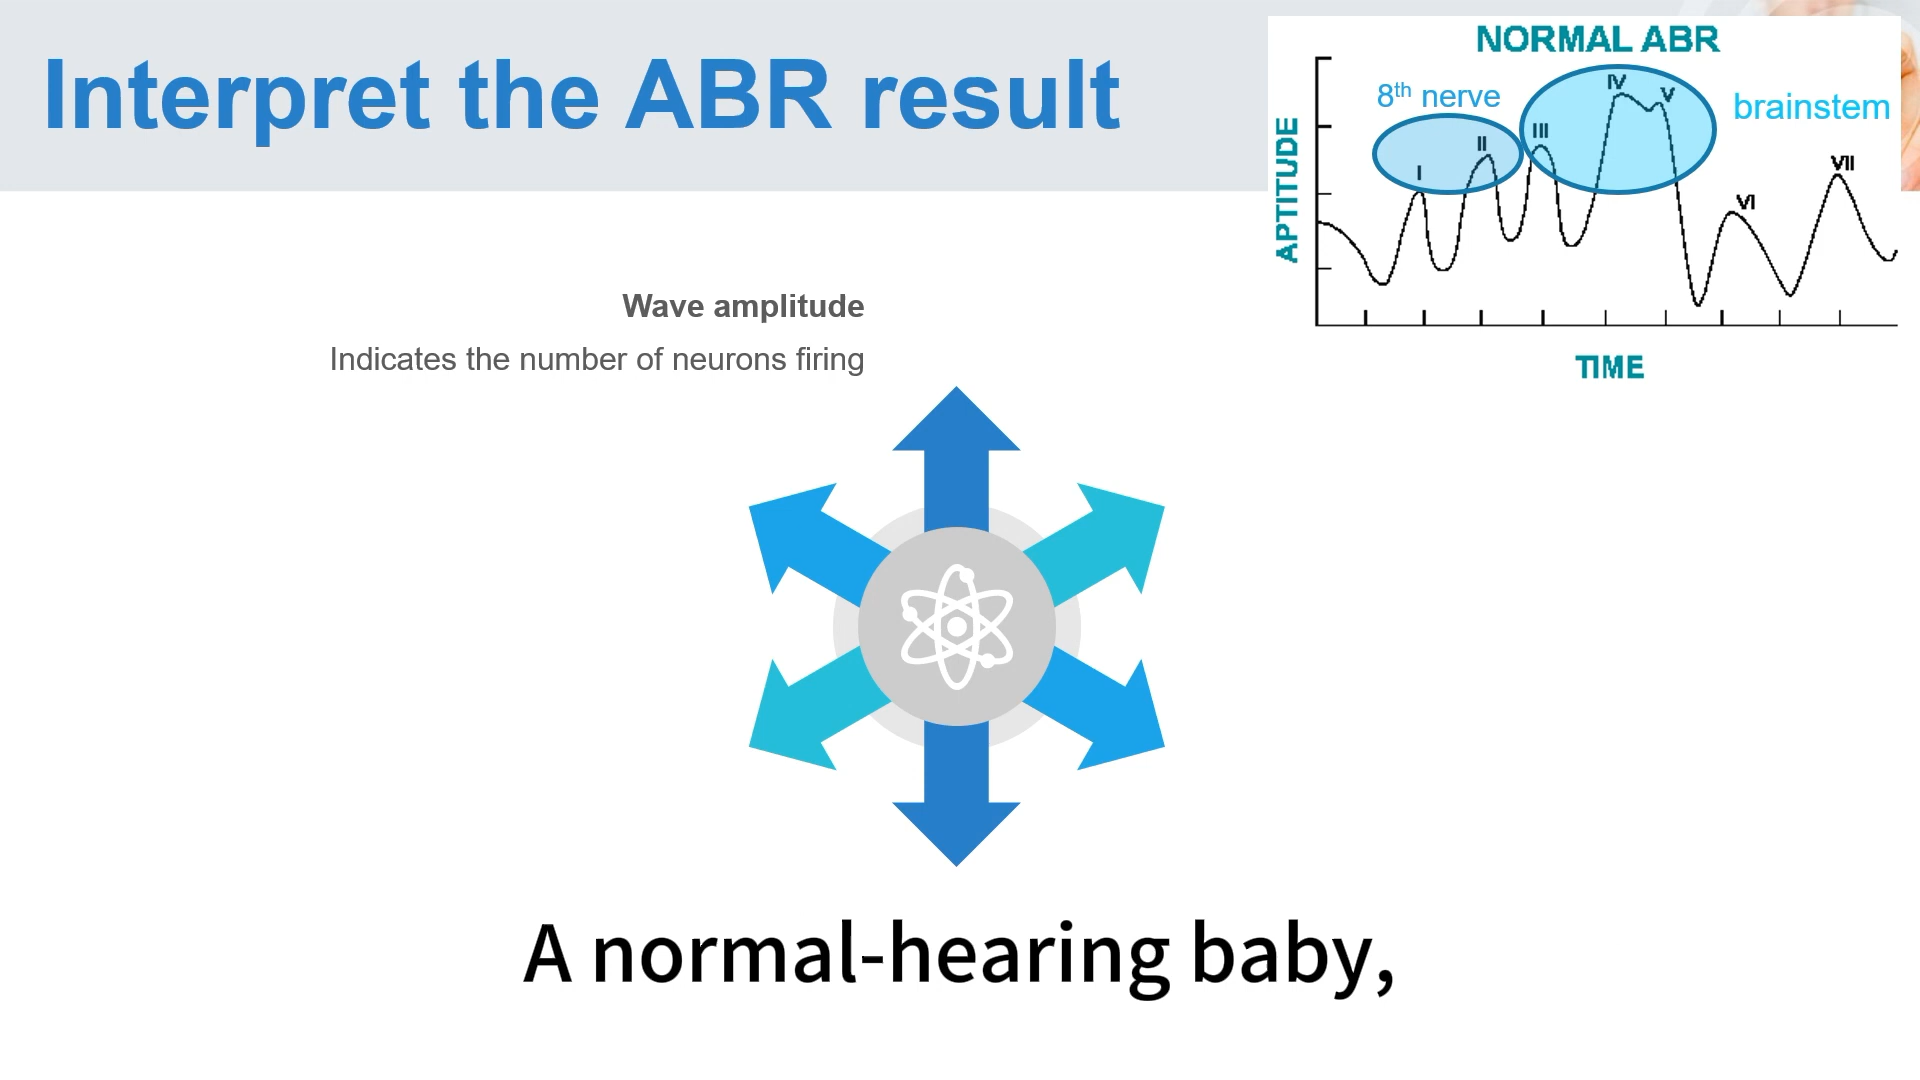 Interpret the ABR result
NORMAL ABR
8th nerve
brainstem
I
II
III
IV
V
VI
VII
APTITUDE
TIME
Wave amplitude
Indicates the number of neurons firing
A normal-hearing baby,